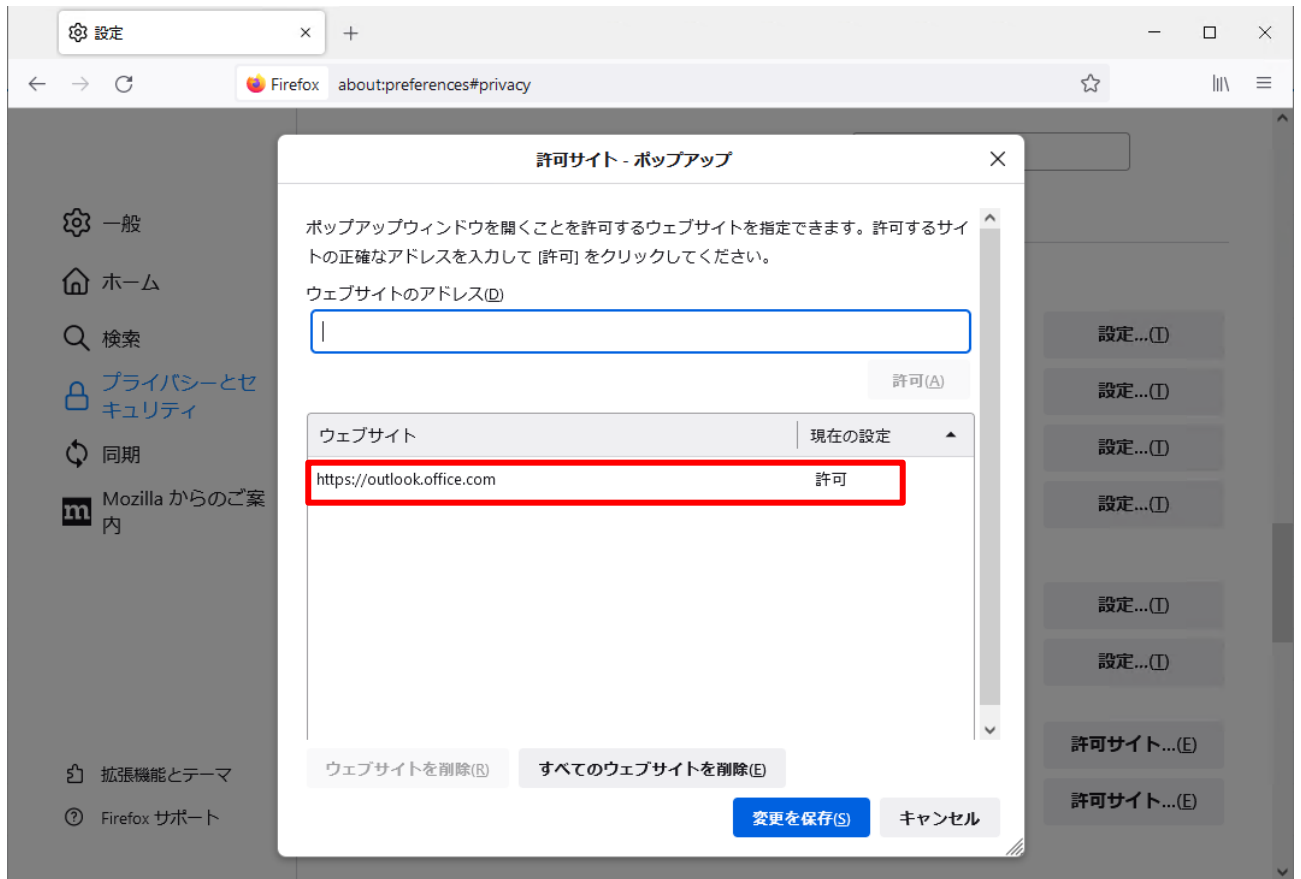 設定
Firefox about:preferences#privacy
許可サイト - ポップアップ
ポップアップウィンドウを開くことを許可するウェブサイトを指定できます。許可するサイ
トの正確なアドレスを入力して [許可] をクリックしてください。
ウェブサイトのアドレス(D)
許可(A)
ウェブサイト 現在の設定
https://outlook.office.com 許可
ウェブサイトを削除(R) すべてのウェブサイトを削除(E)
変更を保存(S) キャンセル
一般
ホーム
検索
プライバシーとセ
キュリティ
同期
Mozilla からのご案
内
拡張機能とテーマ
Firefox サポート
設定...(T)
設定...(T)
設定...(T)
設定...(T)
設定...(T)
設定...(T)
許可サイト...(E)
許可サイト...(E)